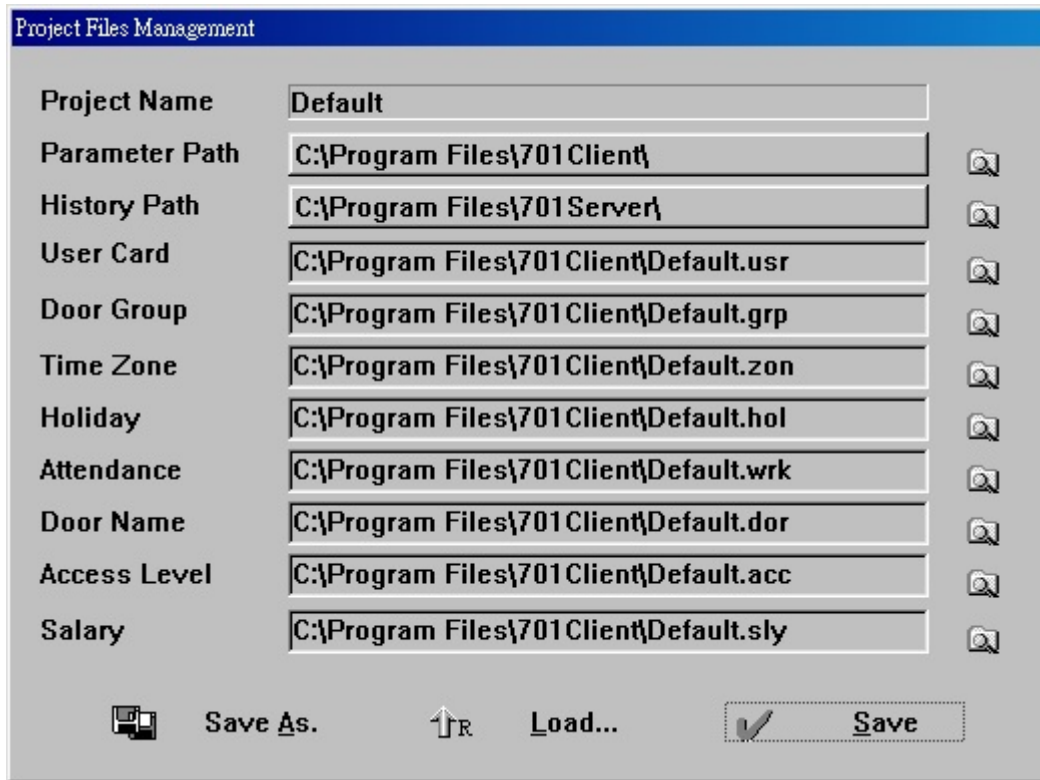 Project Files Management
Project Name Default
Parameter Path C:\Program Files\701Client\
History Path C:\Program Files\701Server\
User Card C:\Program Files\701Client\Default.usr
Door Group C:\Program Files\701Client\Default.grp
Time Zone C:\Program Files\701Client\Default.zon
Holiday C:\Program Files\701Client\Default.hol
Attendance C:\Program Files\701Client\Default.wrk
Door Name C:\Program Files\701Client\Default.dor
Access Level C:\Program Files\701Client\Default.acc
Salary C:\Program Files\701Client\Default.sly
Save As. R Load... Save